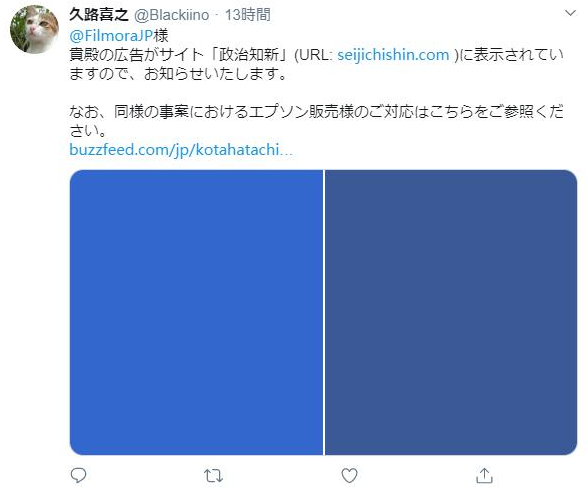 久路喜之 @Blackiino · 13時間
@FilmoraJP様
貴殿の広告がサイト「政治知新」(URL: seijichishin.com )に表示されてい
ますので、お知らせいたします。
なお、同様の事案におけるエプソン販売様のご対応はこちらをご参照くだ
さい。
buzzfeed.com/jp/kotahatachi...